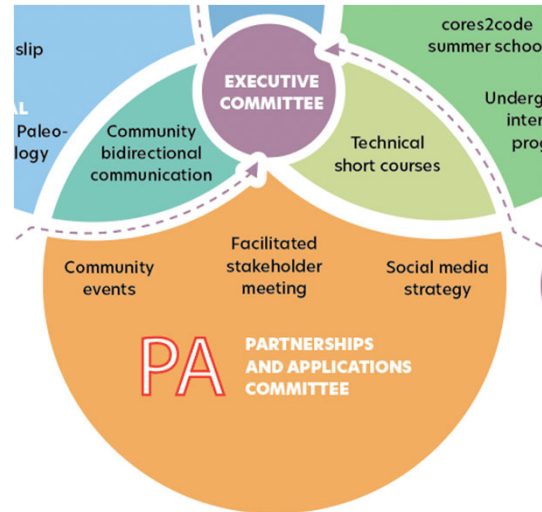 slip
AL
Paleo-
logy
EXECUTIVE
COMMITTEE
cores2code
summer schoo
Underg
inter
prog
Community
bidirectional
communication
Technical
short courses
Community
events
Facilitated
stakeholder
meeting
Social media
strategy
PA
PARTNERSHIPS
AND APPLICATIONS
COMMITTEE